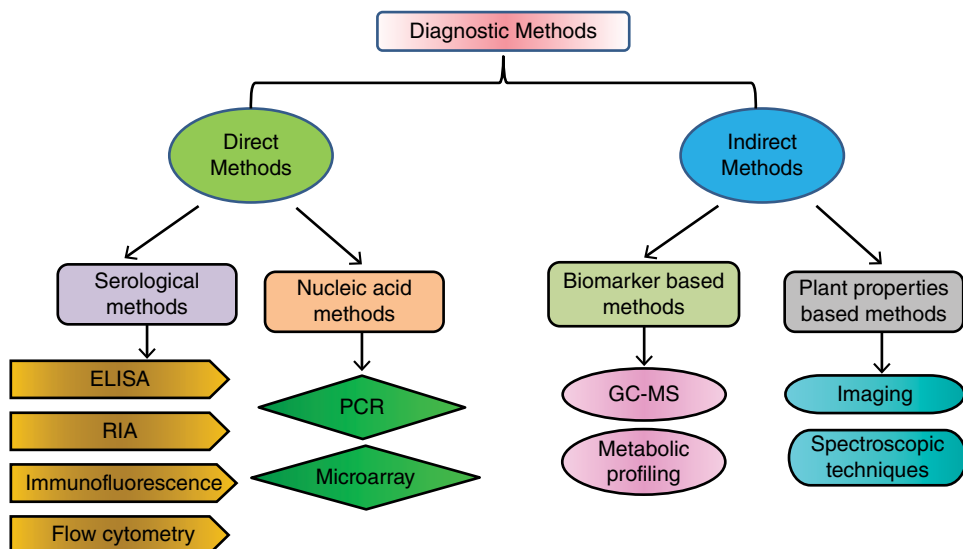 Diagnostic Methods
Direct
Methods
Indirect
Methods
Serological
methods
Nucleic acid
methods
Biomarker based
methods
Plant properties
based methods
ELISA
RIA
Immunofluorescence
Flow cytometry
PCR
Microarray
GC-MS
Metabolic
profiling
Imaging
Spectroscopic
techniques